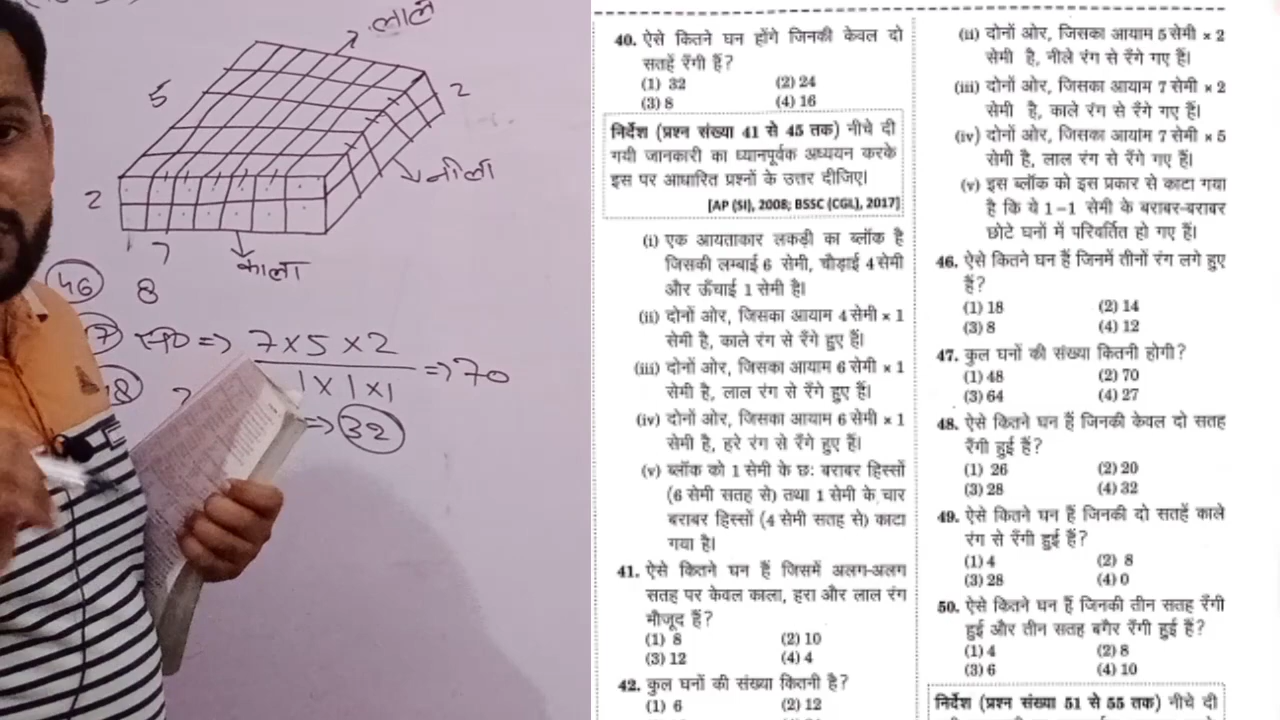 लाल
5
2
नीला
2
7
काला
46
8
7 स्पष्ट => 7×5×2 => 70
1×1×1
48
=> 32
40. ऐसे कितने घन होंगे जिनकी केवल दो
सतहें रँगी हैं?
(1) 32 (2) 24
(3) 8 (4) 16
निर्देश (प्रश्न संख्या 41 से 45 तक) नीचे दी
गयी जानकारी का ध्यानपूर्वक अध्ययन करके
इस पर आधारित प्रश्नों के उत्तर दीजिए।
[AP (SI), 2008; BSSC (CGL), 2017]
(i) एक आयताकार लकड़ी का ब्लॉक है
जिसकी लम्बाई 6 सेमी, चौड़ाई 4 सेमी
और ऊँचाई 1 सेमी है।
(ii) दोनों ओर, जिसका आयाम 4 सेमी × 1
सेमी है, काले रंग से रँगे हुए हैं।
(iii) दोनों ओर, जिसका आयाम 6 सेमी × 1
सेमी है, लाल रंग से रँगे हुए हैं।
(iv) दोनों ओर, जिसका आयाम 6 सेमी × 1
सेमी है, हरे रंग से रँगे हुए हैं।
(v) ब्लॉक को 1 सेमी के छः बराबर हिस्सों
(6 सेमी सतह से) तथा 1 सेमी के चार
बराबर हिस्सों (4 सेमी सतह से) काटा
गया है।
41. ऐसे कितने घन हैं जिसमें अलग-अलग
सतह पर केवल काला, हरा और लाल रंग
मौजूद हैं?
(1) 8 (2) 10
(3) 12 (4) 4
42. कुल घनों की संख्या कितनी है?
(1) 6 (2) 12
(ii) दोनों ओर, जिसका आयाम 5 सेमी × 2
सेमी है, नीले रंग से रँगे गए हैं।
(iii) दोनों ओर, जिसका आयाम 7 सेमी × 2
सेमी है, काले रंग से रँगे गए हैं।
(iv) दोनों ओर, जिसका आयाम 7 सेमी × 5
सेमी है, लाल रंग से रँगे गए हैं।
(v) इस ब्लॉक को इस प्रकार से काटा गया
है कि ये 1-1 सेमी के बराबर-बराबर
छोटे घनों में परिवर्तित हो गए हैं।
46. ऐसे कितने घन हैं जिनमें तीनों रंग लगे हुए
हैं?
(1) 18 (2) 14
(3) 8 (4) 12
47. कुल घनों की संख्या कितनी होगी?
(1) 48 (2) 70
(3) 64 (4) 27
48. ऐसे कितने घन हैं जिनकी केवल दो सतह
रँगी हुई हैं?
(1) 26 (2) 20
(3) 28 (4) 32
49. ऐसे कितने घन हैं जिनकी दो सतहें काले
रंग से रँगी हुई हैं?
(1) 4 (2) 8
(3) 28 (4) 0
50. ऐसे कितने घन हैं जिनकी तीन सतह रँगी
हुई और तीन सतह बगैर रँगी हुई हैं?
(1) 4 (2) 8
(3) 6 (4) 10
निर्देश (प्रश्न संख्या 51 से 55 तक) नीचे दी